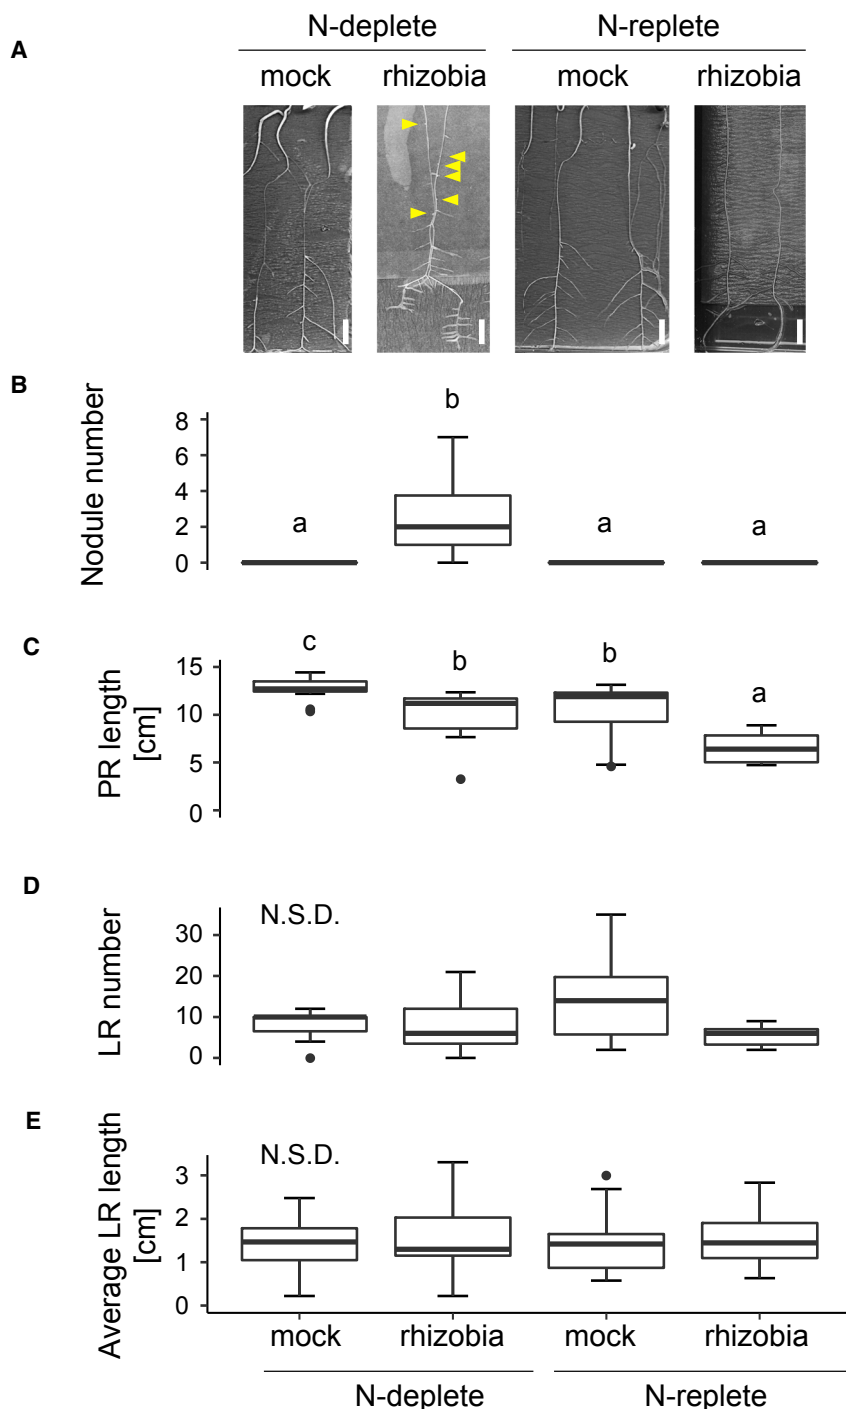 A
N-deplete N-replete
mock rhizobia mock rhizobia
B
Nodule number
8
6
4
2
0
a b a a
C
PR length
[cm]
15
10
5
0
c b b a
D
LR number
30
20
10
0
N.S.D.
E
Average LR length
[cm]
3
2
1
0
N.S.D.
mock rhizobia mock rhizobia
N-deplete N-replete